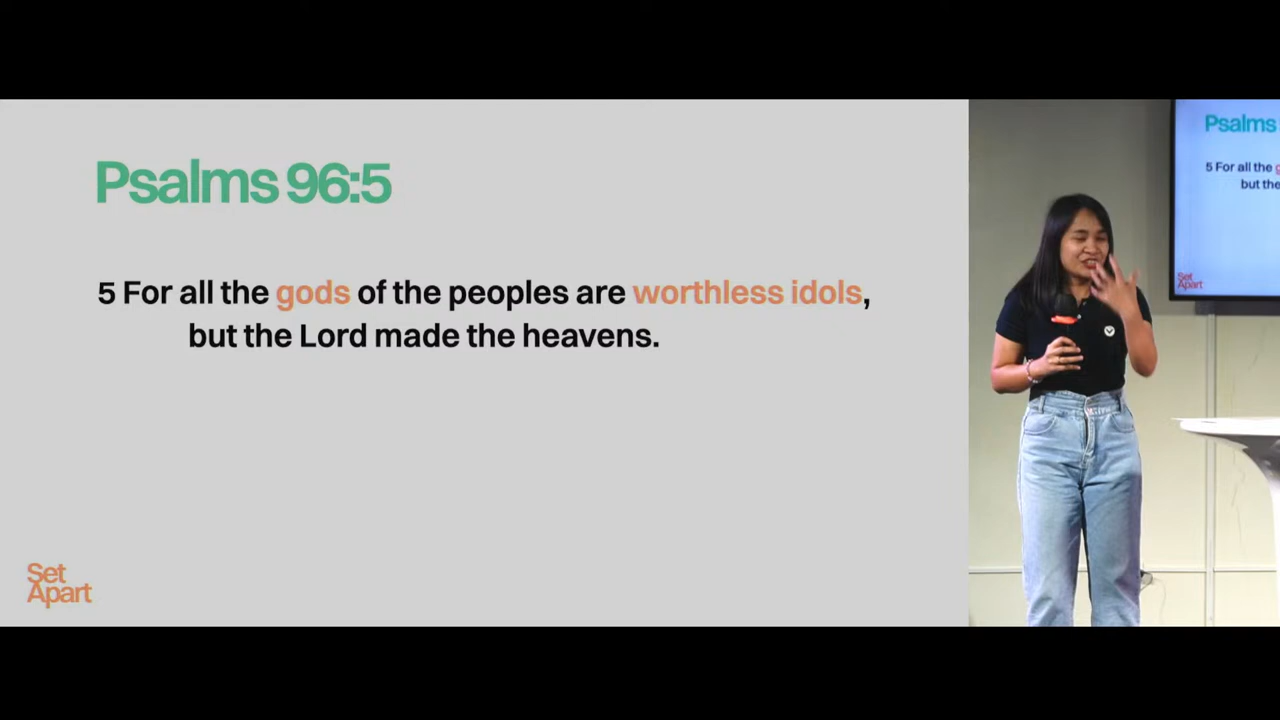 Psalms 96:5
5 For all the gods of the peoples are worthless idols,
but the Lord made the heavens.
Set
Apart
Psalms
5 For all the g
but the
Set
Apart